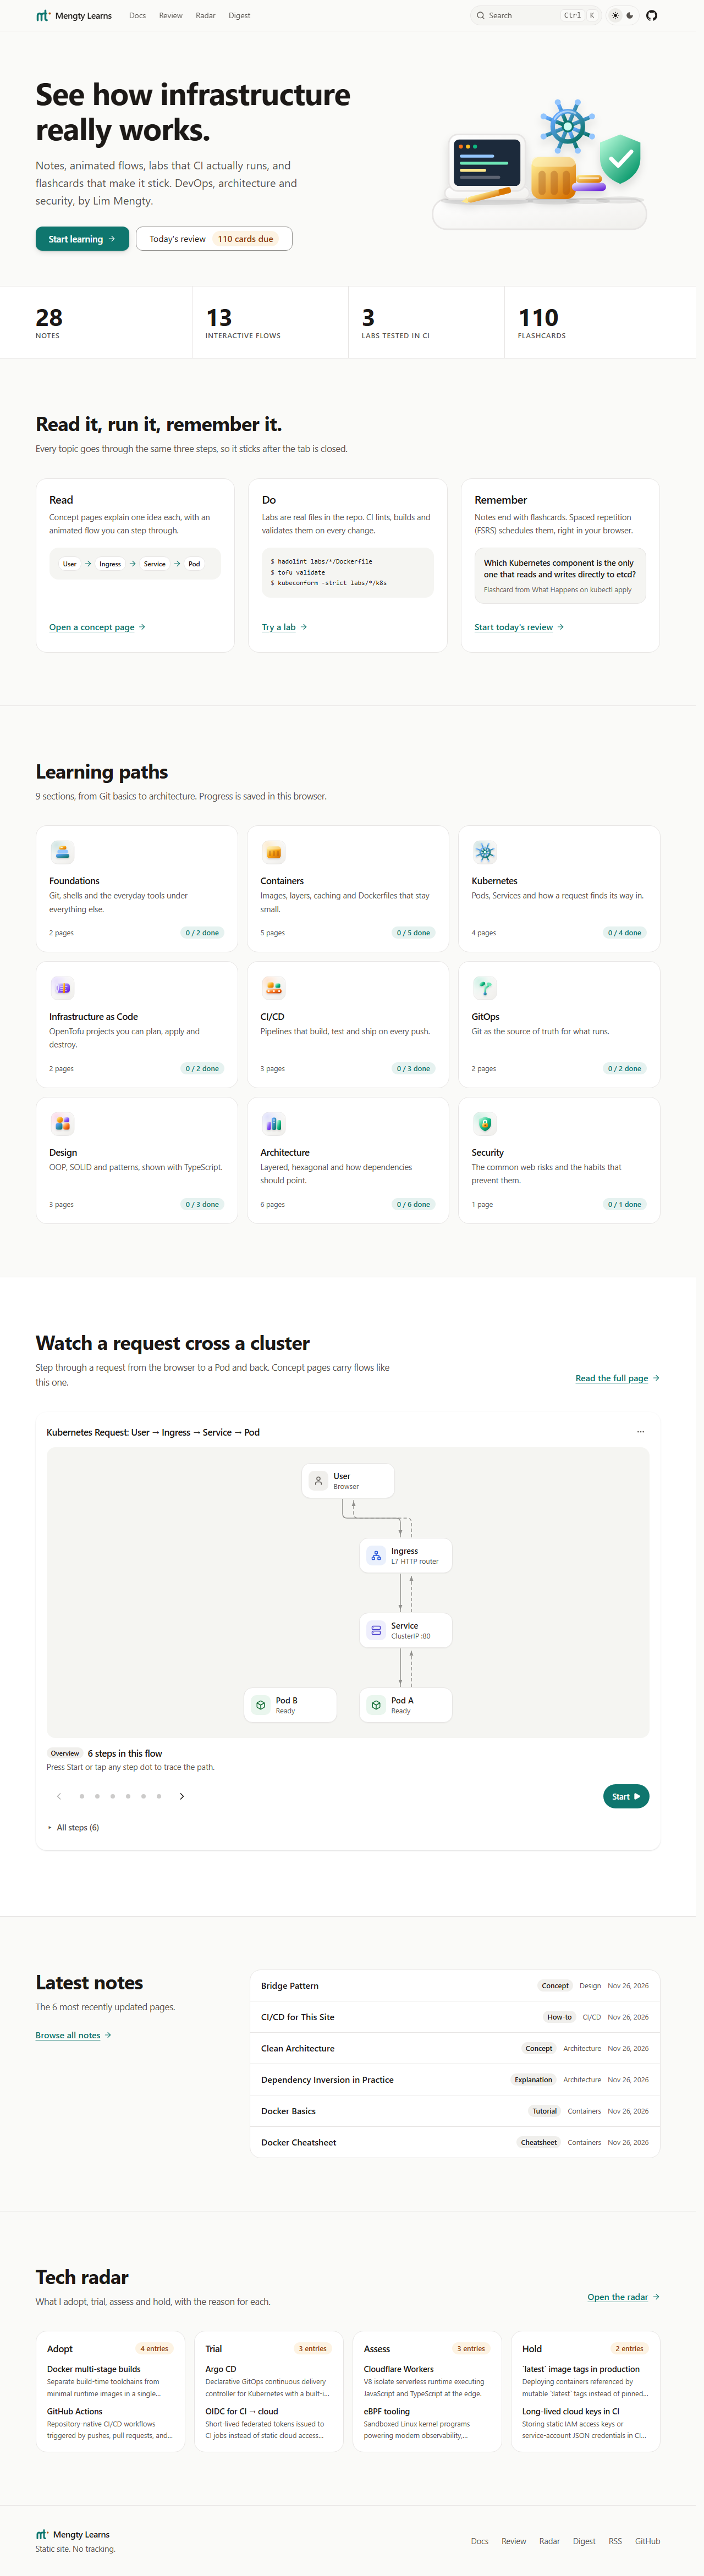 Mengty Learns Docs Review Radar Digest Search Ctrl K
See how infrastructure
really works.
Notes, animated flows, labs that CI actually runs, and
flashcards that make it stick. DevOps, architecture and
security, by Lim Mengty.
Start learning →
Today's review 110 cards due
28
NOTES
13
INTERACTIVE FLOWS
3
LABS TESTED IN CI
110
FLASHCARDS
Read it, run it, remember it.
Every topic goes through the same three steps, so it sticks after the tab is closed.
Read
Concept pages explain one idea each, with an
animated flow you can step through.
User → Ingress → Service → Pod
Open a concept page →
Do
Labs are real files in the repo. CI lints, builds and
validates them on every change.
$ hadolint labs/*/Dockerfile
$ tofu validate
$ kubeconform -strict labs/*/k8s
Try a lab →
Remember
Notes end with flashcards. Spaced repetition
(FSRS) schedules them, right in your browser.
Which Kubernetes component is the only
one that reads and writes directly to etcd?
Flashcard from What Happens on kubectl apply
Start today's review →
Learning paths
9 sections, from Git basics to architecture. Progress is saved in this browser.
Foundations
Git, shells and the everyday tools under
everything else.
2 pages 0 / 2 done
Containers
Images, layers, caching and Dockerfiles that stay
small.
5 pages 0 / 5 done
Kubernetes
Pods, Services and how a request finds its way in.
4 pages 0 / 4 done
Infrastructure as Code
OpenTofu projects you can plan, apply and
destroy.
2 pages 0 / 2 done
CI/CD
Pipelines that build, test and ship on every push.
3 pages 0 / 3 done
GitOps
Git as the source of truth for what runs.
2 pages 0 / 2 done
Design
OOP, SOLID and patterns, shown with TypeScript.
3 pages 0 / 3 done
Architecture
Layered, hexagonal and how dependencies
should point.
6 pages 0 / 6 done
Security
The common web risks and the habits that
prevent them.
1 page 0 / 1 done
Watch a request cross a cluster
Step through a request from the browser to a Pod and back. Concept pages carry flows like
this one.
Read the full page →
Kubernetes Request: User → Ingress → Service → Pod
User
Browser
Ingress
L7 HTTP router
Service
ClusterIP :80
Pod B
Ready
Pod A
Ready
Overview 6 steps in this flow
Press Start or tap any step dot to trace the path.
Start
All steps (6)
Latest notes
The 6 most recently updated pages.
Browse all notes →
Bridge Pattern Concept Design Nov 26, 2026
CI/CD for This Site How-to CI/CD Nov 26, 2026
Clean Architecture Concept Architecture Nov 26, 2026
Dependency Inversion in Practice Explanation Architecture Nov 26, 2026
Docker Basics Tutorial Containers Nov 26, 2026
Docker Cheatsheet Cheatsheet Containers Nov 26, 2026
Tech radar
What I adopt, trial, assess and hold, with the reason for each.
Open the radar →
Adopt 4 entries
Docker multi-stage builds
Separate build-time toolchains from
minimal runtime images in a single...
GitHub Actions
Repository-native CI/CD workflows
triggered by pushes, pull requests, and...
Trial 3 entries
Argo CD
Declarative GitOps continuous delivery
controller for Kubernetes with a built-i...
OIDC for CI → cloud
Short-lived federated tokens issued to
CI jobs instead of static cloud access...
Assess 3 entries
Cloudflare Workers
V8 isolate serverless runtime executing
JavaScript and TypeScript at the edge.
eBPF tooling
Sandboxed Linux kernel programs
powering modern observability,...
Hold 2 entries
`latest` image tags in production
Deploying containers referenced by
mutable `latest` tags instead of pinned...
Long-lived cloud keys in CI
Storing static IAM access keys or
service-account JSON credentials in CI...
Mengty Learns
Static site. No tracking.
Docs Review Radar Digest RSS GitHub